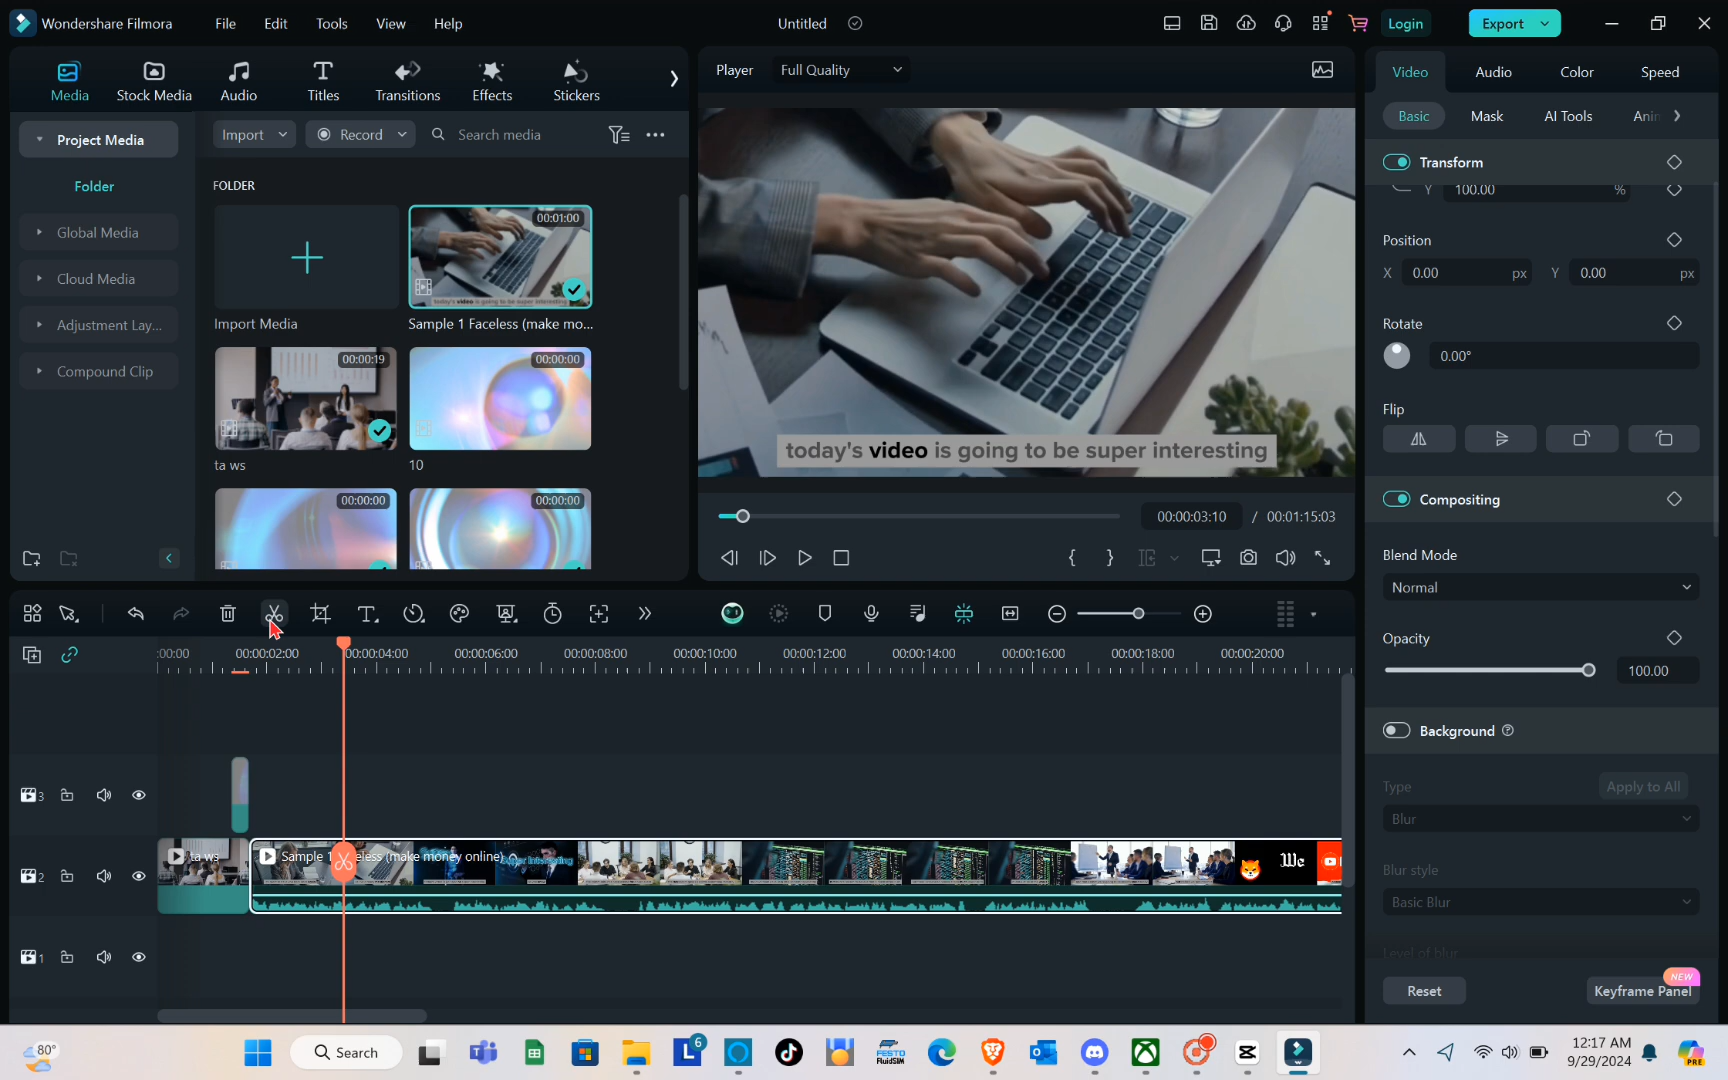 Wondershare Filmora File Edit Tools View Help Untitled Login Export
Media Stock Media Audio Titles Transitions Effects Stickers
Player Full Quality
Video Audio Color Speed
Project Media Import Record Search media
Basic Mask AI Tools
Folder
Global Media
Cloud Media
Adjustment Lay...
Compound Clip
FOLDER
00:01:00
Import Media Sample 1 Faceless (make mo...
00:00:19 00:00:00
ta ws 10
00:00:00 00:00:00
today's video is going to be super interesting
00:00:03:10 / 00:01:15:03
Transform
Y 100.00 %
Position
X 0.00 px Y 0.00 px
Rotate
0.00°
Flip
Compositing
Blend Mode
Normal
Opacity
100.00
Background
Type Apply to All
Blur
Blur style
Basic Blur
Level of blur
NEW
Reset Keyframe Panel
:00:00 00:00:02:00 00:00:04:00 00:00:06:00 00:00:08:00 00:00:10:00 00:00:12:00 00:00:14:00 00:00:16:00 00:00:18:00 00:00:20:00
3
2 ta ws Sample 1 eless (make money online) We
1
80° Search 6 12:17 AM
9/29/2024 PRE